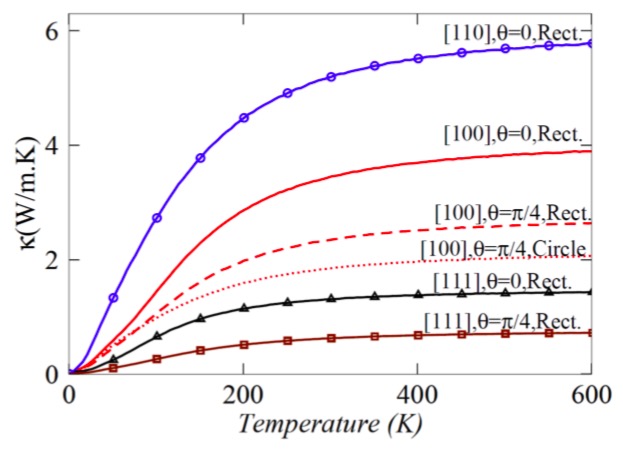 6
4
2
0
κ(W/m.K)
[110],θ=0,Rect.
[100],θ=0,Rect.
[100],θ=π/4,Rect.
[100],θ=π/4,Circle
[111],θ=0,Rect.
[111],θ=π/4,Rect.
0 200 400 600
Temperature (K)